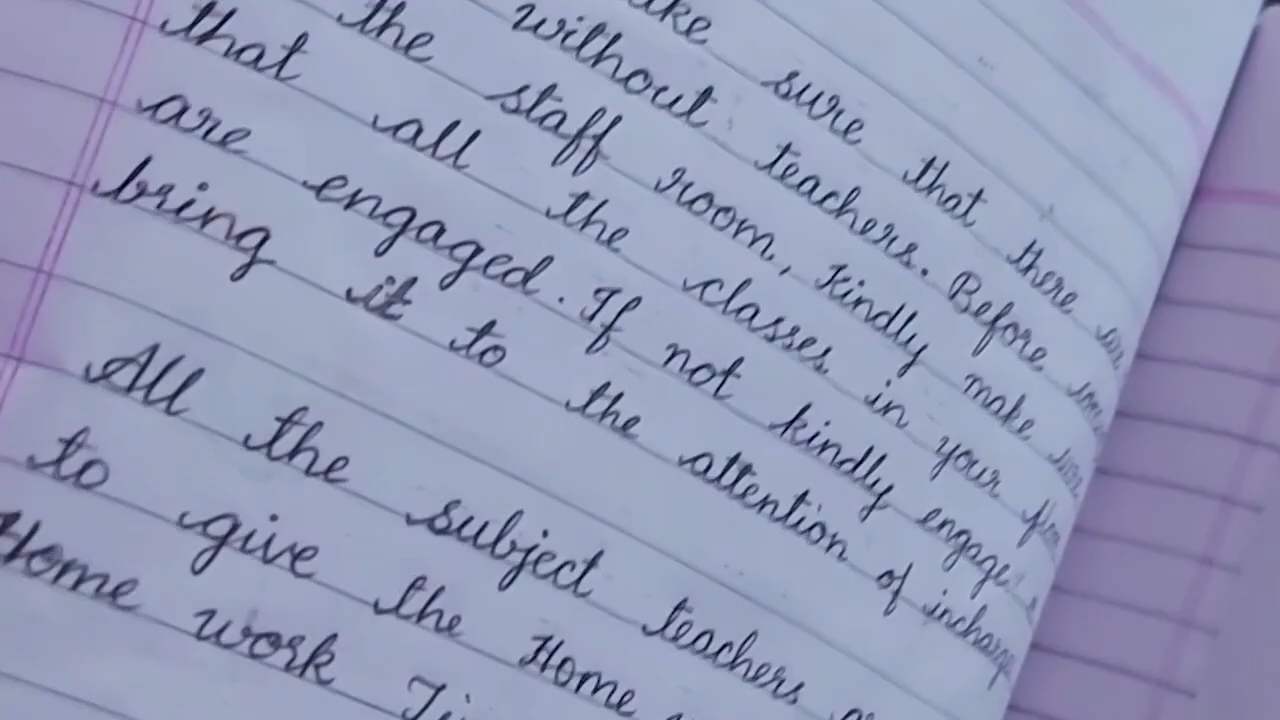 sure that there
without teachers. Before
the staff room, kindly make sure
that all the classes in your
are engaged. If not kindly engage
bring it to the attention of incharge
All the subject teachers
to give the Home
Home work